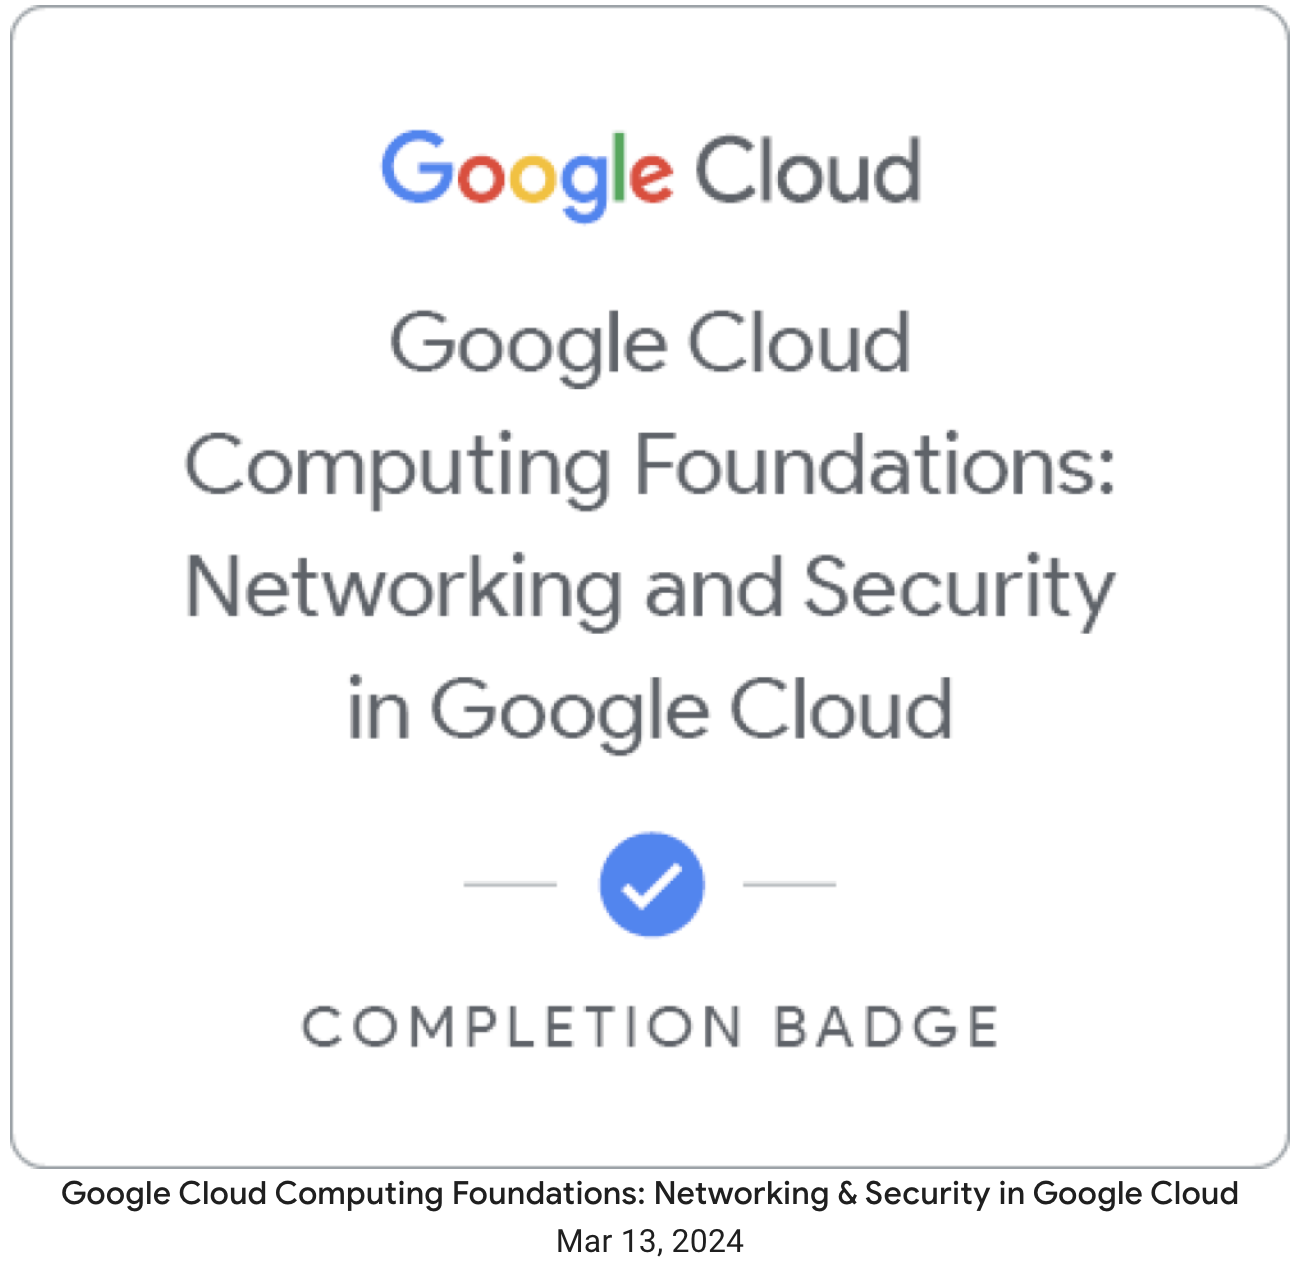 Google Cloud
Google Cloud
Computing Foundations:
Networking and Security
in Google Cloud
COMPLETION BADGE
Google Cloud Computing Foundations: Networking & Security in Google Cloud
Mar 13, 2024